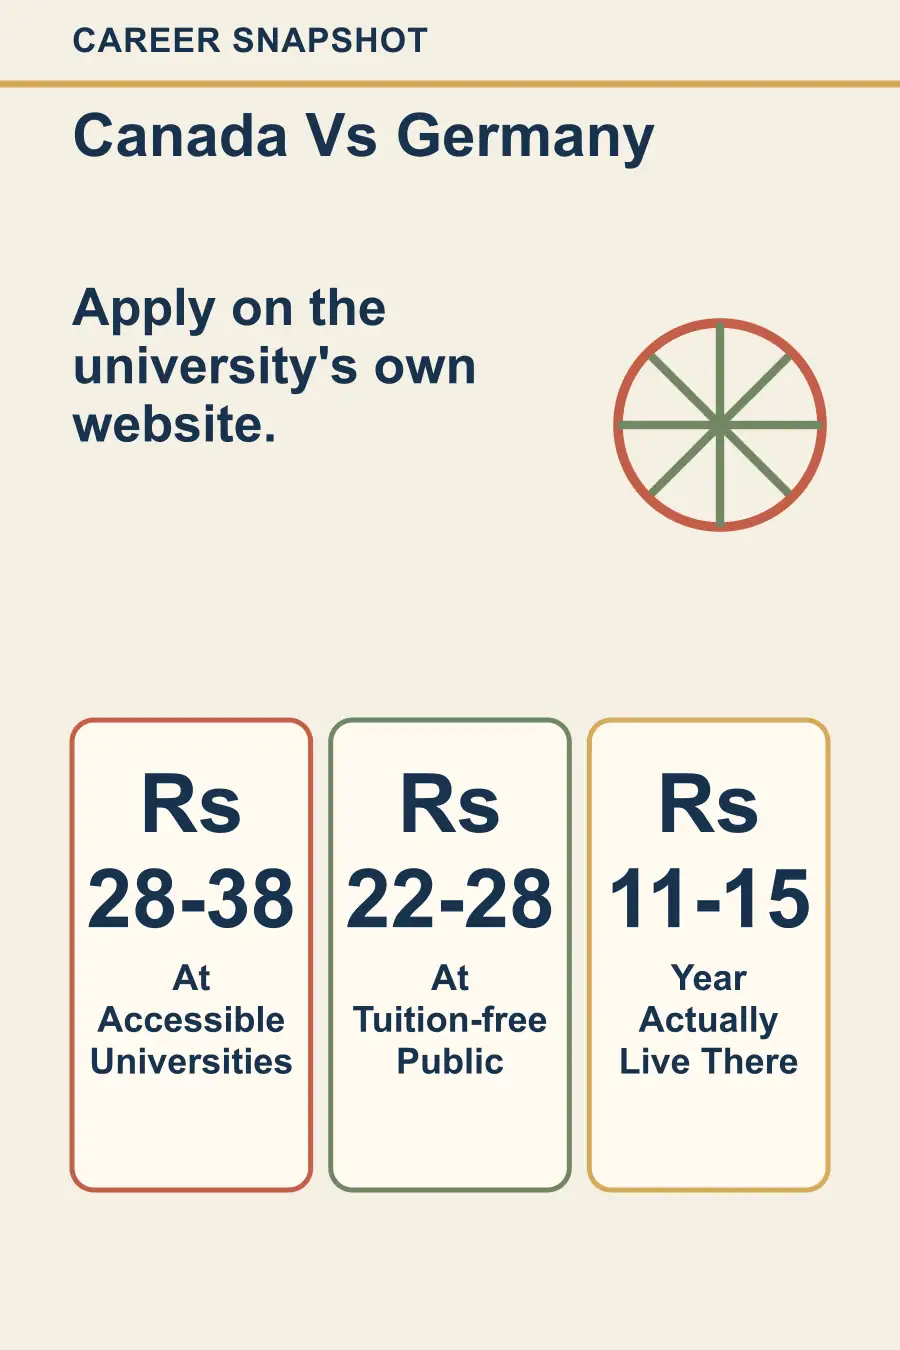 CAREER SNAPSHOT
Canada Vs Germany
Apply on the
university's own
website.
Rs
28-38
At
Accessible
Universities
Rs
22-28
At
Tuition-free
Public
Rs
11-15
Year
Actually
Live There